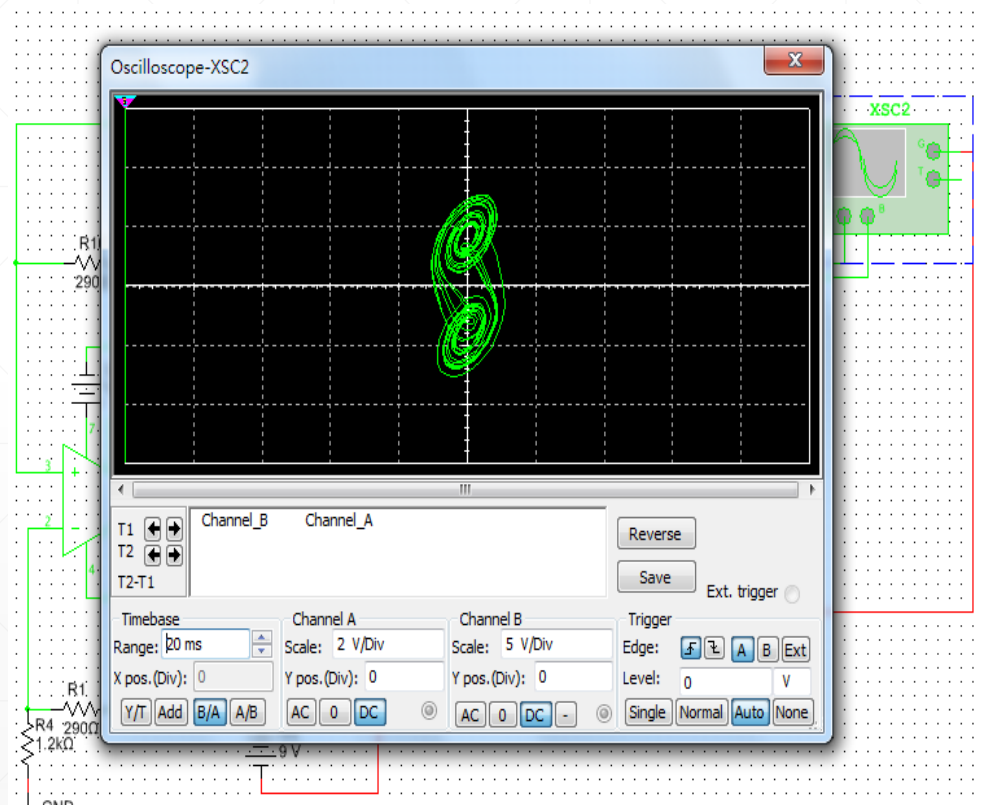 Oscilloscope-XSC2
x
XSC2
G
T
B
R1
290
7
3
2
4
T1
T2
T2-T1
Channel_B Channel_A
Reverse
Save
Ext. trigger
Timebase
Range: 20 ms
X pos.(Div): 0
Y/T Add B/A A/B
Channel A
Scale: 2 V/Div
Y pos.(Div): 0
AC 0 DC
Channel B
Scale: 5 V/Div
Y pos.(Div): 0
AC 0 DC -
Trigger
Edge: A B Ext
Level: 0 V
Single Normal Auto None
R1
290Ω
R4
1.2kΩ
9 V
GND